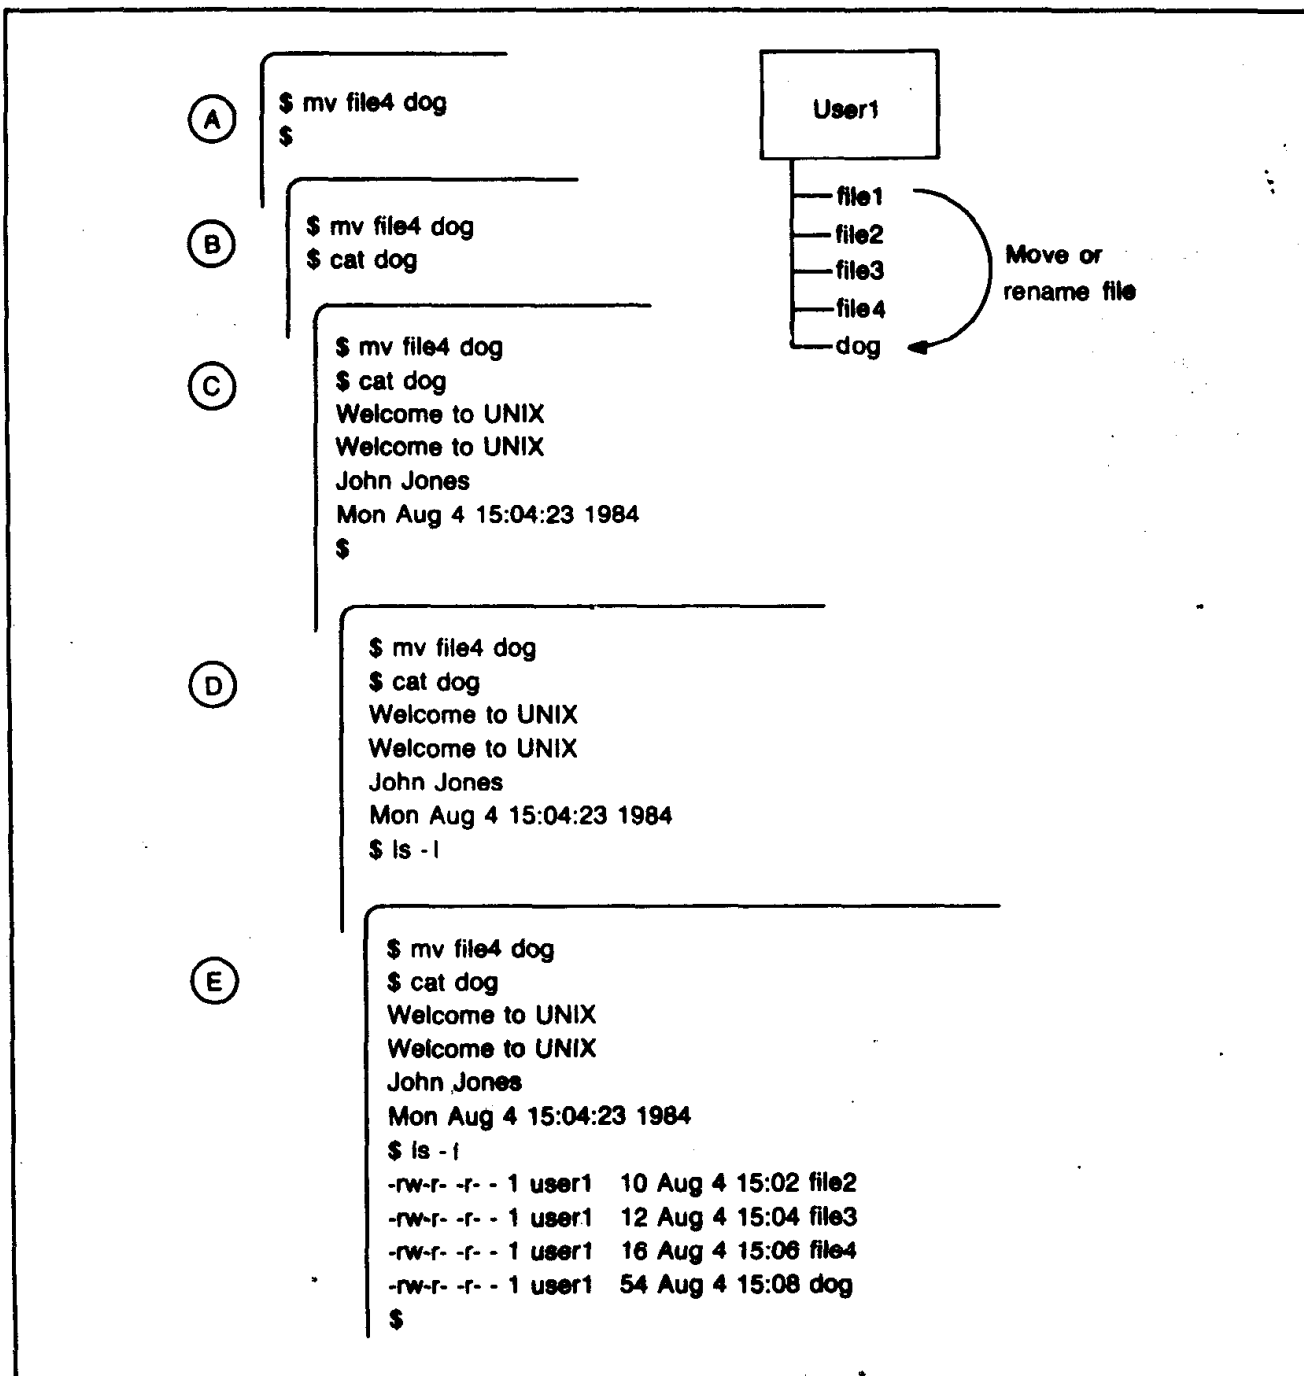 A
$ mv file4 dog
$
B
$ mv file4 dog
$ cat dog
C
$ mv file4 dog
$ cat dog
Welcome to UNIX
Welcome to UNIX
John Jones
Mon Aug 4 15:04:23 1984
$
D
$ mv file4 dog
$ cat dog
Welcome to UNIX
Welcome to UNIX
John Jones
Mon Aug 4 15:04:23 1984
$ ls -l
E
$ mv file4 dog
$ cat dog
Welcome to UNIX
Welcome to UNIX
John Jones
Mon Aug 4 15:04:23 1984
$ ls -l
-rw-r- -r- - 1 user1 10 Aug 4 15:02 file2
-rw-r- -r- - 1 user1 12 Aug 4 15:04 file3
-rw-r- -r- - 1 user1 16 Aug 4 15:06 file4
-rw-r- -r- - 1 user1 54 Aug 4 15:08 dog
$
User1
file1
file2
file3
file4
dog
Move or
rename file